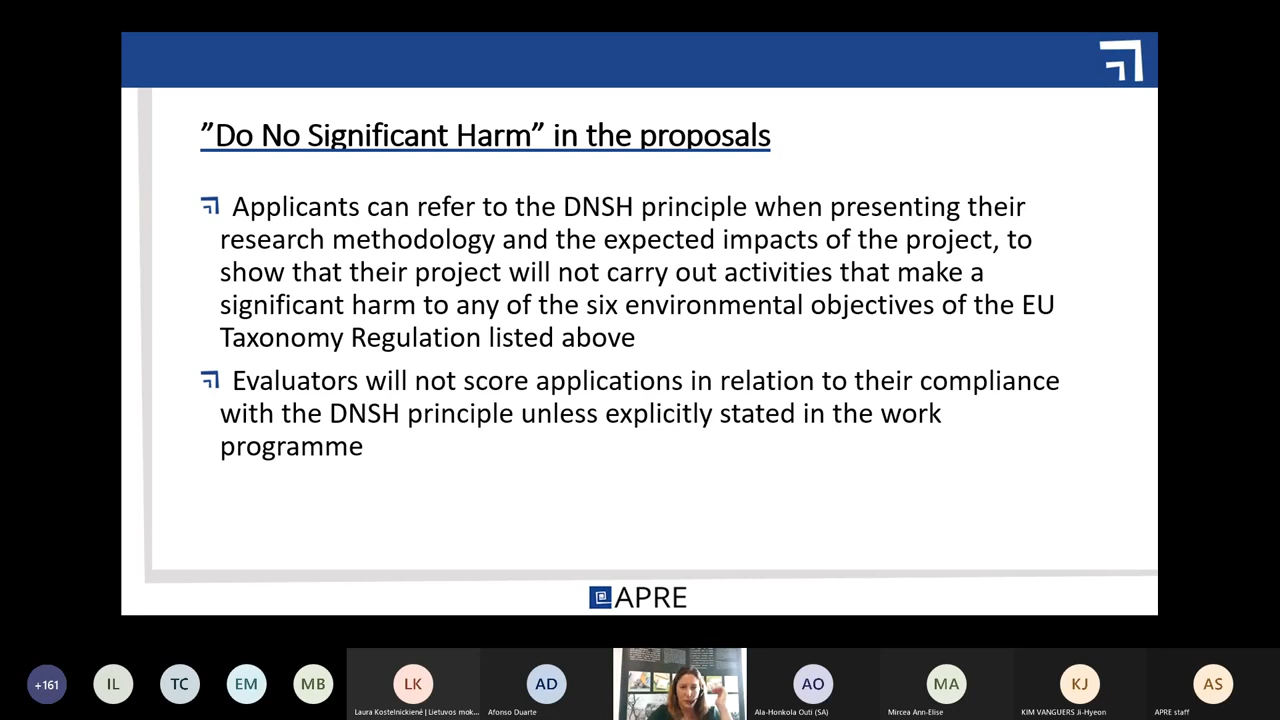 ”Do No Significant Harm” in the proposals
Applicants can refer to the DNSH principle when presenting their
research methodology and the expected impacts of the project, to
show that their project will not carry out activities that make a
significant harm to any of the six environmental objectives of the EU
Taxonomy Regulation listed above
Evaluators will not score applications in relation to their compliance
with the DNSH principle unless explicitly stated in the work
programme
APRE
+161
IL
TC
EM
MB
LK
AD
AO
MA
KJ
AS
Laura Kostelnickienė | Lietuvos mok...
Afonso Duarte
Ala-Honkola Outi (SA)
Mircea Ann-Elise
KIM VANGUERS Ji-Hyeon
APRE staff